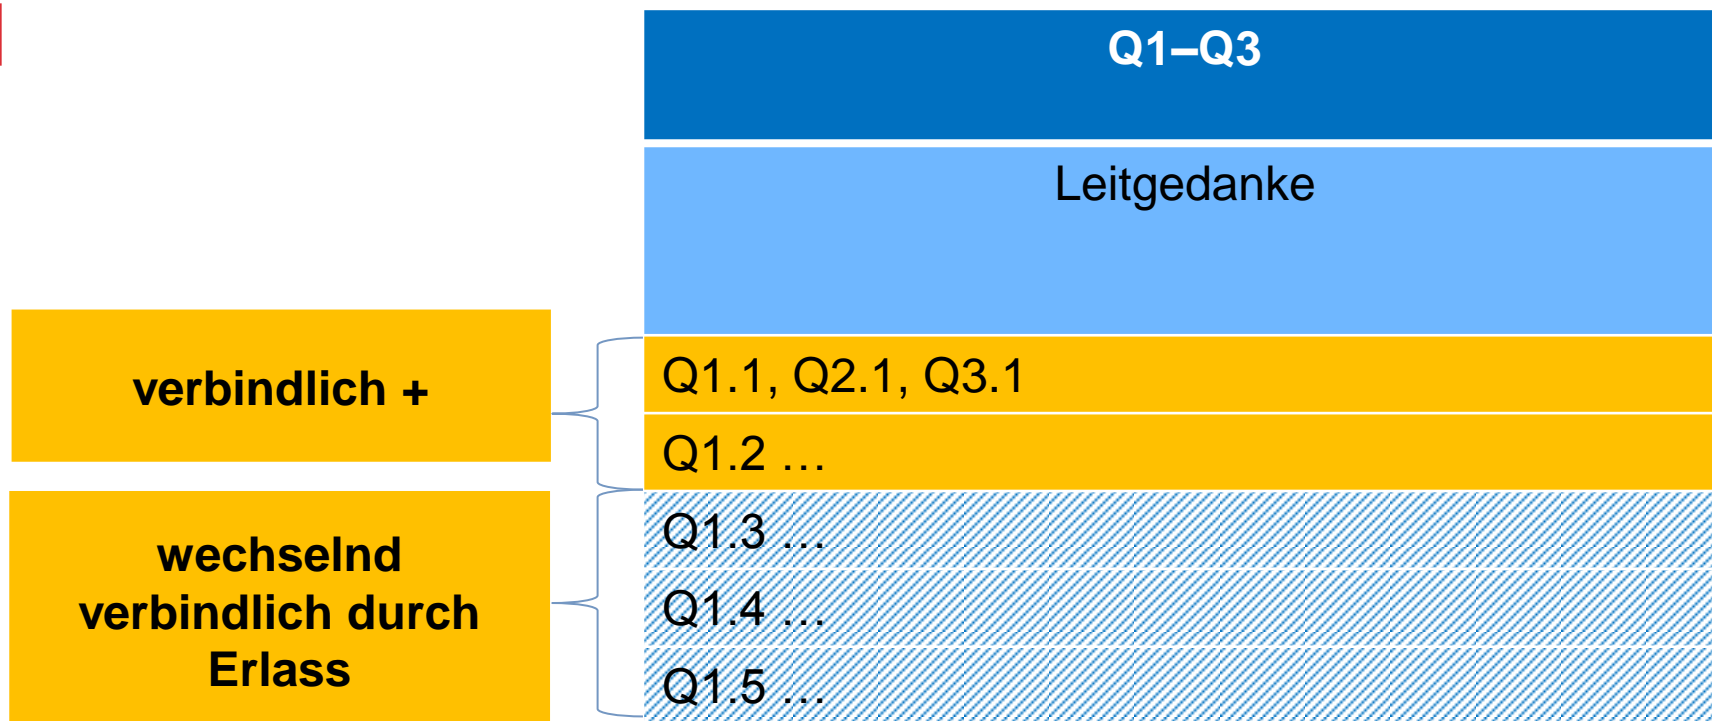 Q1–Q3
Leitgedanke
verbindlich +
Q1.1, Q2.1, Q3.1
Q1.2 …
wechselnd
verbindlich durch
Erlass
Q1.3 …
Q1.4 …
Q1.5 …